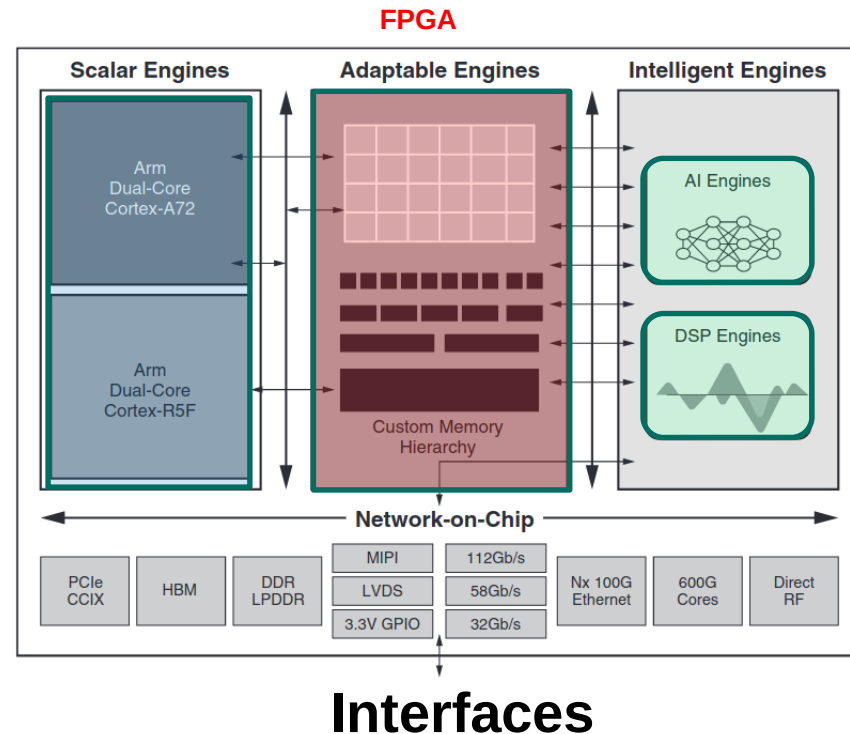 FPGA
Scalar Engines
Adaptable Engines
Intelligent Engines
Arm
Dual-Core
Cortex-A72
Arm
Dual-Core
Cortex-R5F
Custom Memory
Hierarchy
AI Engines
DSP Engines
Network-on-Chip
PCIe
CCIX
HBM
DDR
LPDDR
MIPI
LVDS
3.3V GPIO
112Gb/s
58Gb/s
32Gb/s
Nx 100G
Ethernet
600G
Cores
Direct
RF
Interfaces